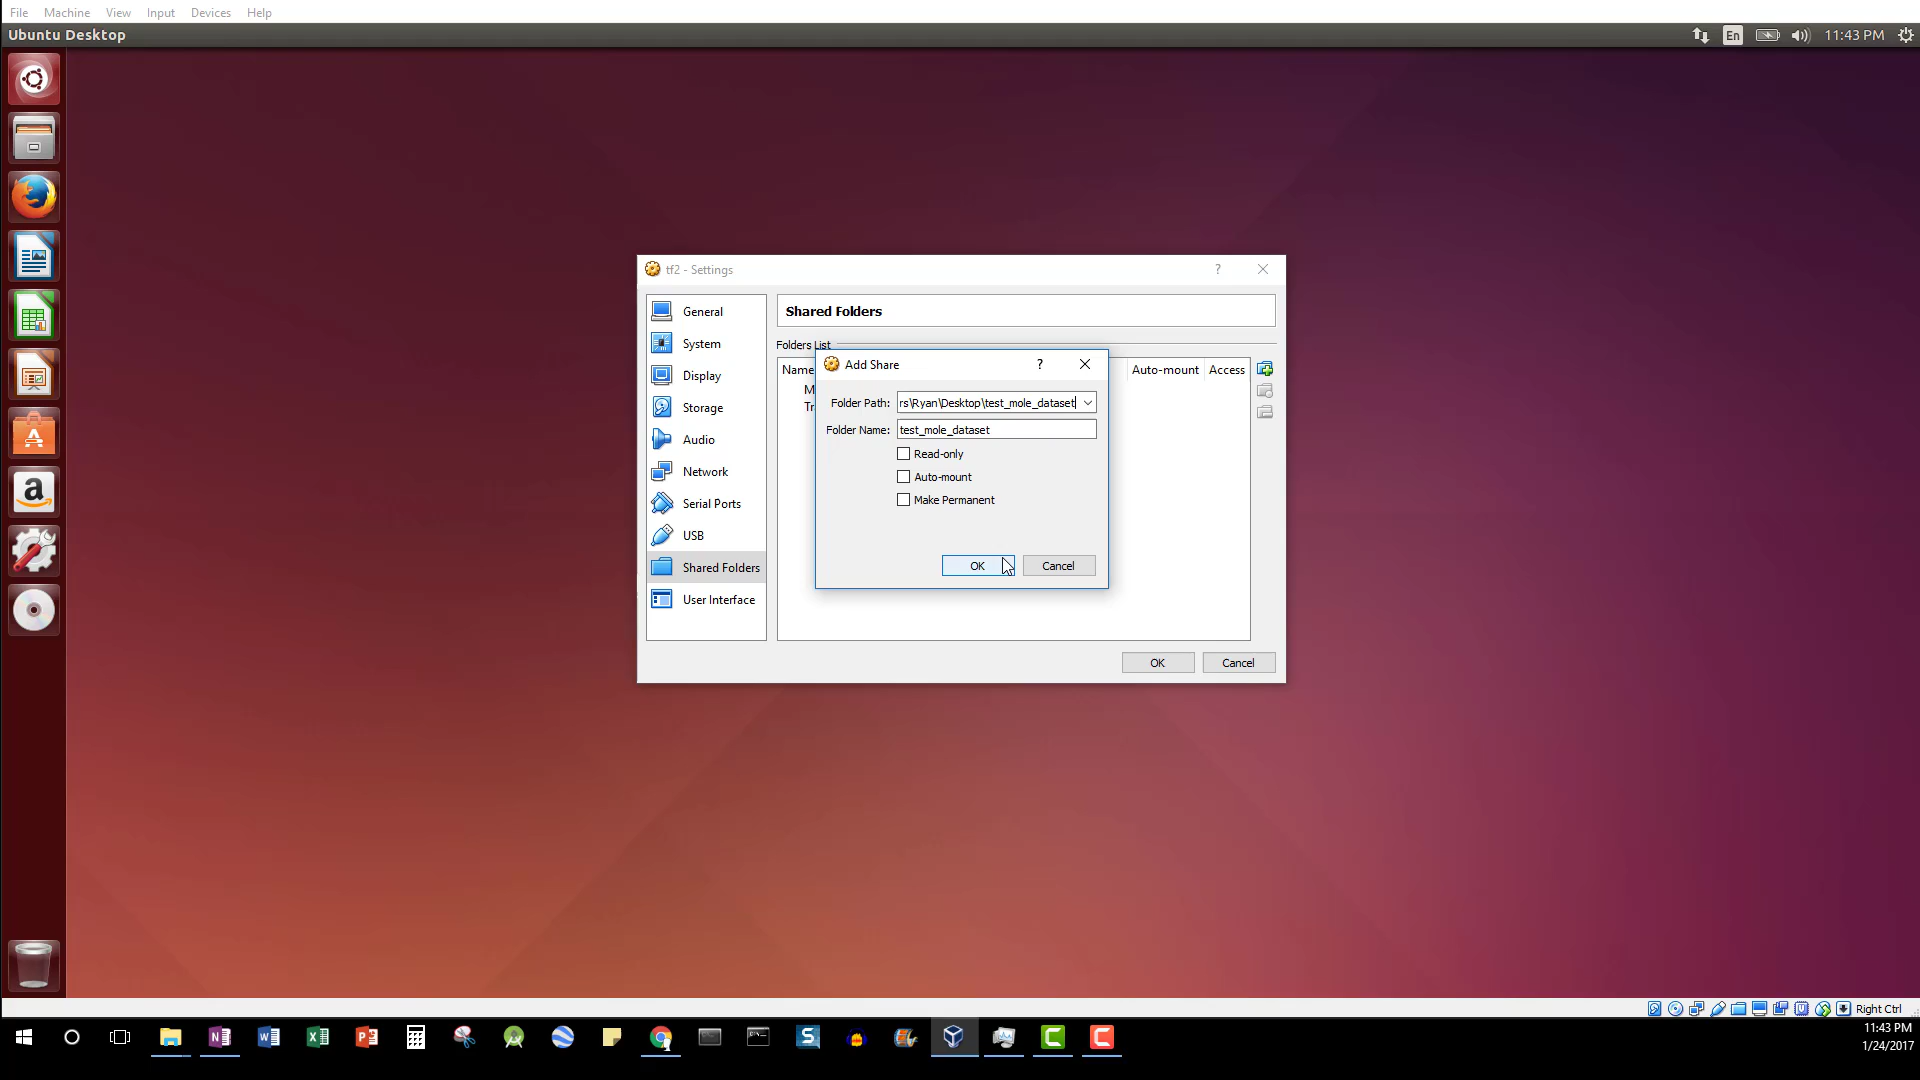 File Machine View Input Devices Help
Ubuntu Desktop
En
11:43 PM
tf2 - Settings
?
General
System
Display
Storage
Audio
Network
Serial Ports
USB
Shared Folders
User Interface
Shared Folders
Folders List
Name
Auto-mount Access
M
Tr
Add Share
?
Folder Path: rs\Ryan\Desktop\test_mole_dataset
Folder Name: test_mole_dataset
Read-only
Auto-mount
Make Permanent
OK Cancel
OK Cancel
Right Ctrl
11:43 PM
1/24/2017